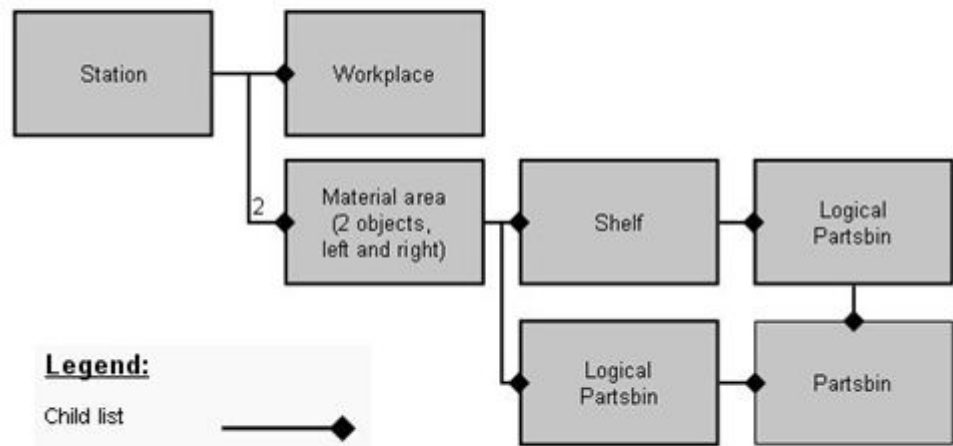 Station
Workplace
2
Material area
(2 objects,
left and right)
Shelf
Logical
Partsbin
Logical
Partsbin
Partsbin
Legend:
Child list